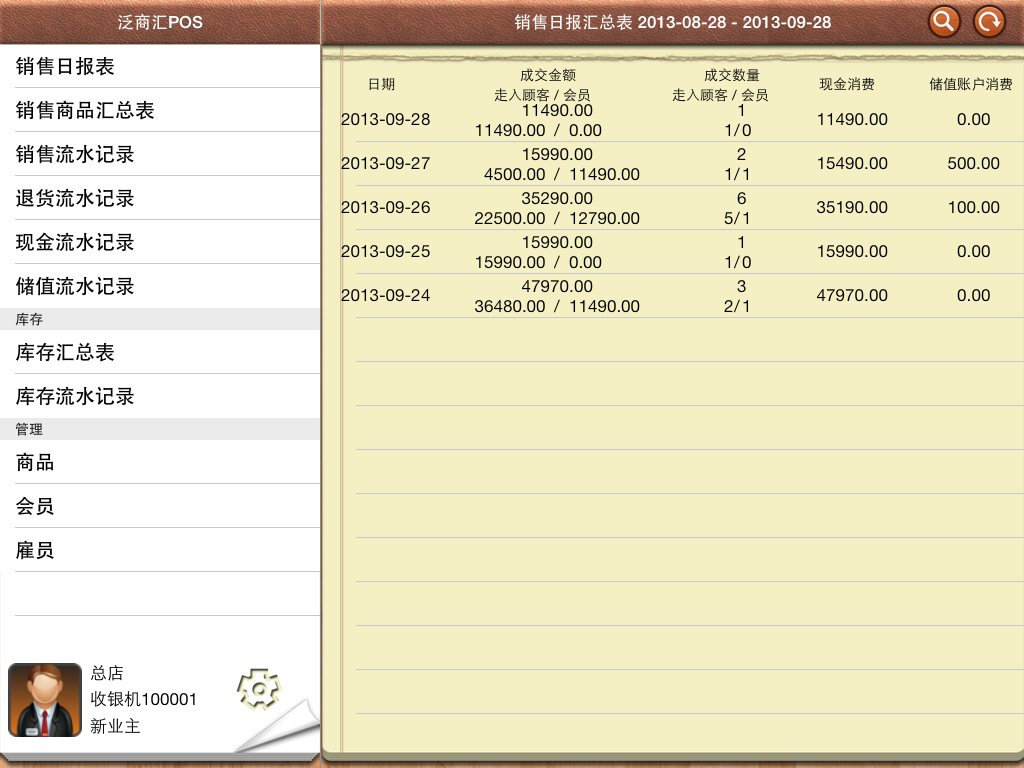 泛商汇POS
销售日报表
销售商品汇总表
销售流水记录
退货流水记录
现金流水记录
储值流水记录
库存
库存汇总表
库存流水记录
管理
商品
会员
雇员
总店
收银机100001
新业主
销售日报汇总表 2013-08-28 - 2013-09-28
日期 成交金额 成交数量 现金消费 储值账户消费
走入顾客 / 会员 走入顾客 / 会员
2013-09-28 11490.00 1 11490.00 0.00
11490.00 / 0.00 1/0
2013-09-27 15990.00 2 15490.00 500.00
4500.00 / 11490.00 1/1
2013-09-26 35290.00 6 35190.00 100.00
22500.00 / 12790.00 5/1
2013-09-25 15990.00 1 15990.00 0.00
15990.00 / 0.00 1/0
2013-09-24 47970.00 3 47970.00 0.00
36480.00 / 11490.00 2/1